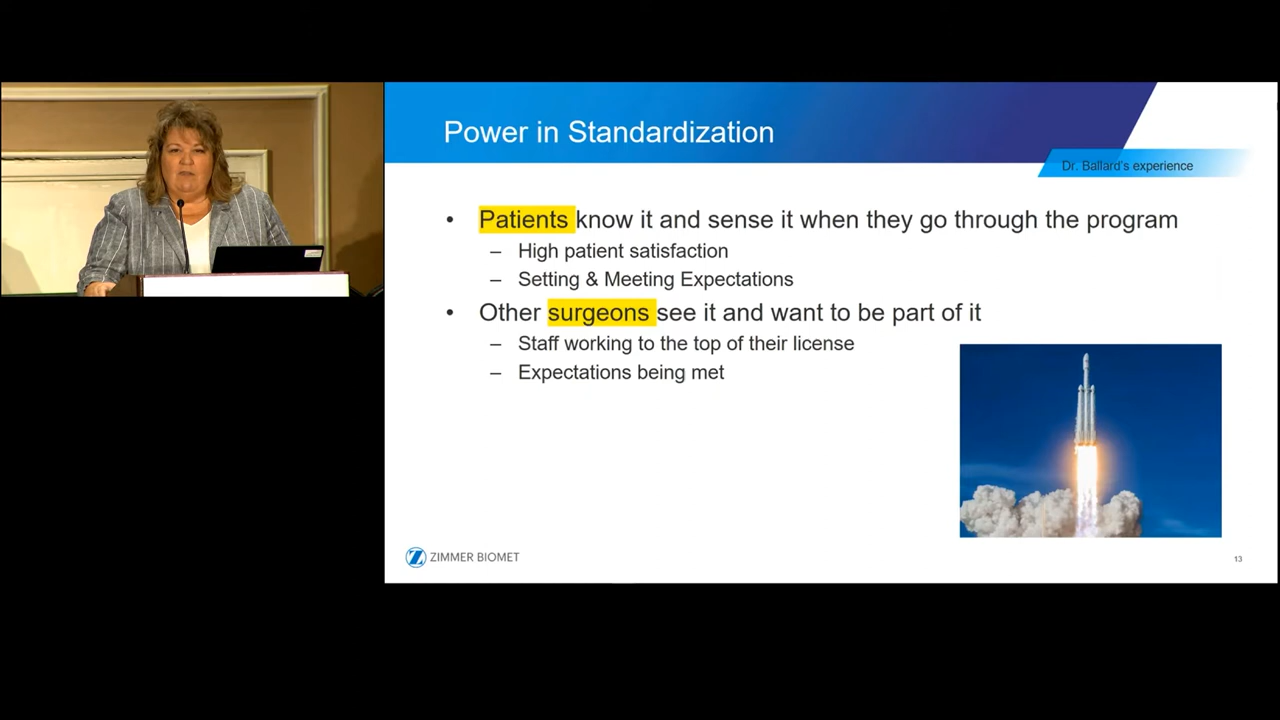 Power in Standardization
Dr. Ballard's experience
• Patients know it and sense it when they go through the program
– High patient satisfaction
– Setting & Meeting Expectations
• Other surgeons see it and want to be part of it
– Staff working to the top of their license
– Expectations being met
ZIMMER BIOMET
13